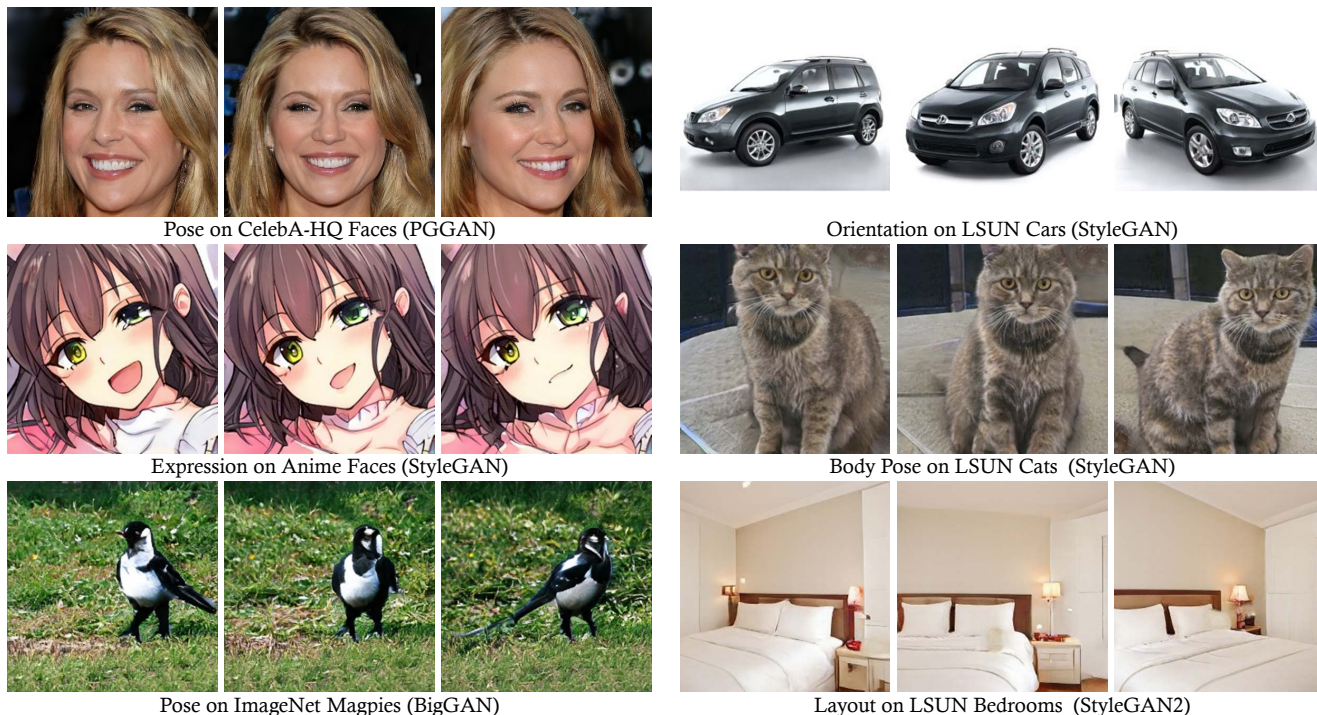 Pose on CelebA-HQ Faces (PGGAN)
Orientation on LSUN Cars (StyleGAN)
Expression on Anime Faces (StyleGAN)
Body Pose on LSUN Cats (StyleGAN)
Pose on ImageNet Magpies (BigGAN)
Layout on LSUN Bedrooms (StyleGAN2)